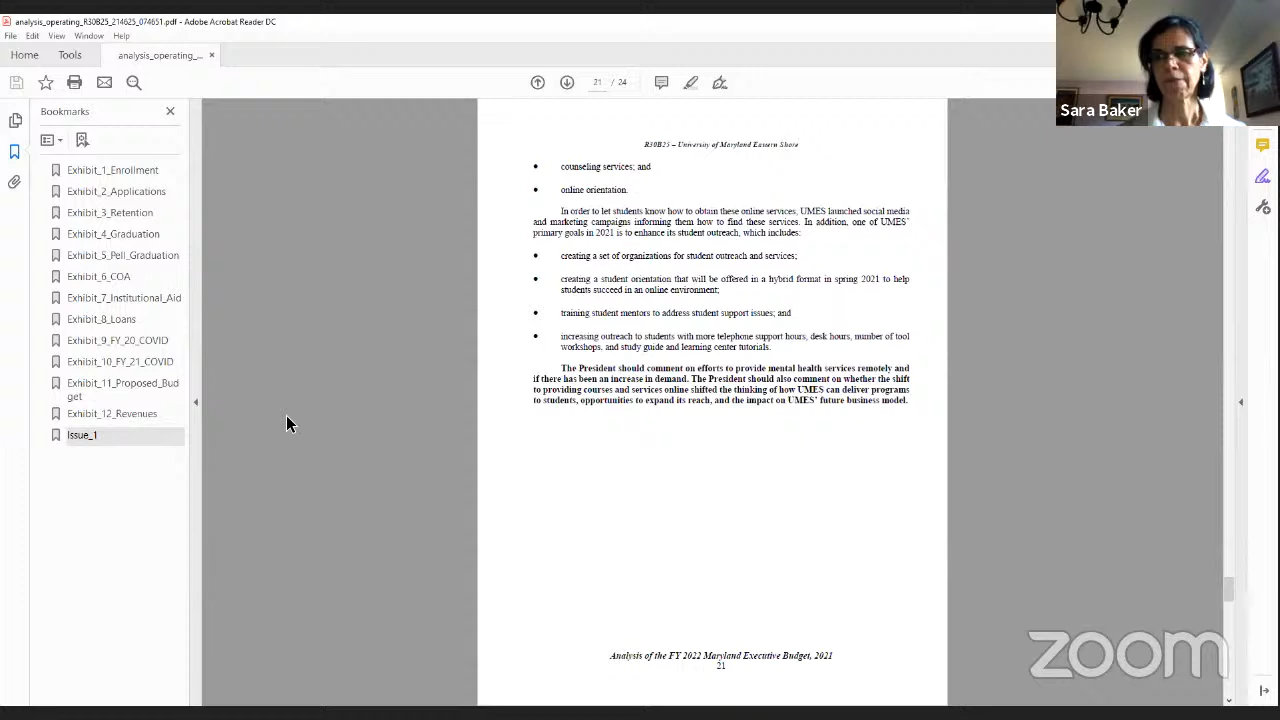 analysis_operating_R30B25_214625_074651.pdf - Adobe Acrobat Reader DC
File Edit View Window Help
Home Tools analysis_operating_... ×
21 / 24
Sara Baker
Bookmarks
Exhibit_1_Enrollment
Exhibit_2_Applications
Exhibit_3_Retention
Exhibit_4_Graduation
Exhibit_5_Pell_Graduation
Exhibit_6_COA
Exhibit_7_Institutional_Aid
Exhibit_8_Loans
Exhibit_9_FY_20_COVID
Exhibit_10_FY_21_COVID
Exhibit_11_Proposed_Bud
get
Exhibit_12_Revenues
Issue_1
R30B25 – University of Maryland Eastern Shore
• counseling services; and
• online orientation.
In order to let students know how to obtain these online services, UMES launched social media
and marketing campaigns informing them how to find these services. In addition, one of UMES'
primary goals in 2021 is to enhance its student outreach, which includes:
• creating a set of organizations for student outreach and services;
• creating a student orientation that will be offered in a hybrid format in spring 2021 to help
students succeed in an online environment;
• training student mentors to address student support issues; and
• increasing outreach to students with more telephone support hours, desk hours, number of tool
workshops, and study guide and learning center tutorials.
The President should comment on efforts to provide mental health services remotely and
if there has been an increase in demand. The President should also comment on whether the shift
to providing courses and services online shifted the thinking of how UMES can deliver programs
to students, opportunities to expand its reach, and the impact on UMES' future business model.
Analysis of the FY 2022 Maryland Executive Budget, 2021
21
zoom